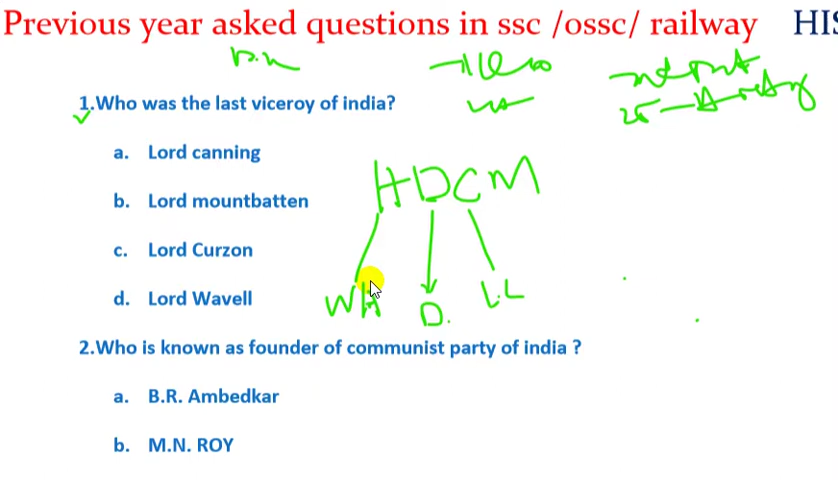 Previous year asked questions in ssc /ossc/ railway HIS
1.Who was the last viceroy of india?
a. Lord canning
b. Lord mountbatten
c. Lord Curzon
d. Lord Wavell
HDCM
WH D. L.L
2.Who is known as founder of communist party of india ?
a. B.R. Ambedkar
b. M.N. ROY